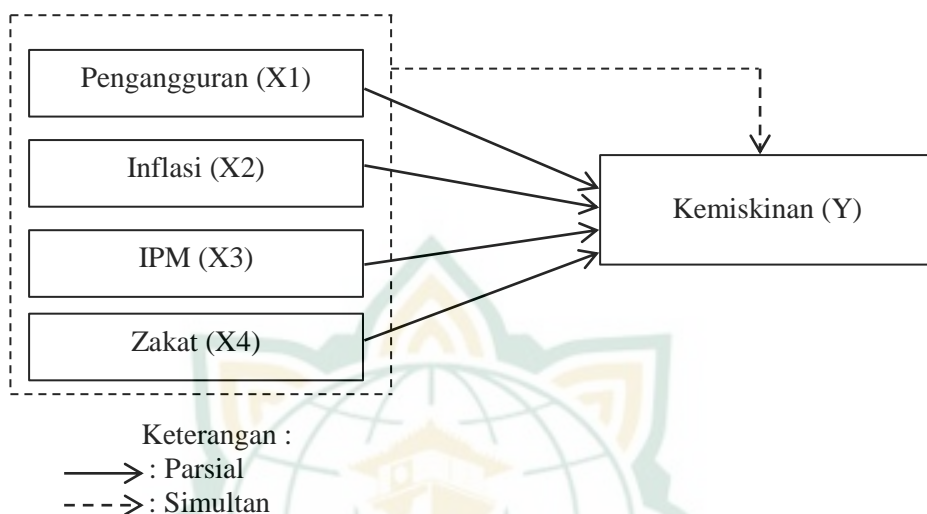 Pengangguran (X1)
Inflasi (X2)
IPM (X3)
Zakat (X4)
Kemiskinan (Y)
Keterangan :
: Parsial
: Simultan